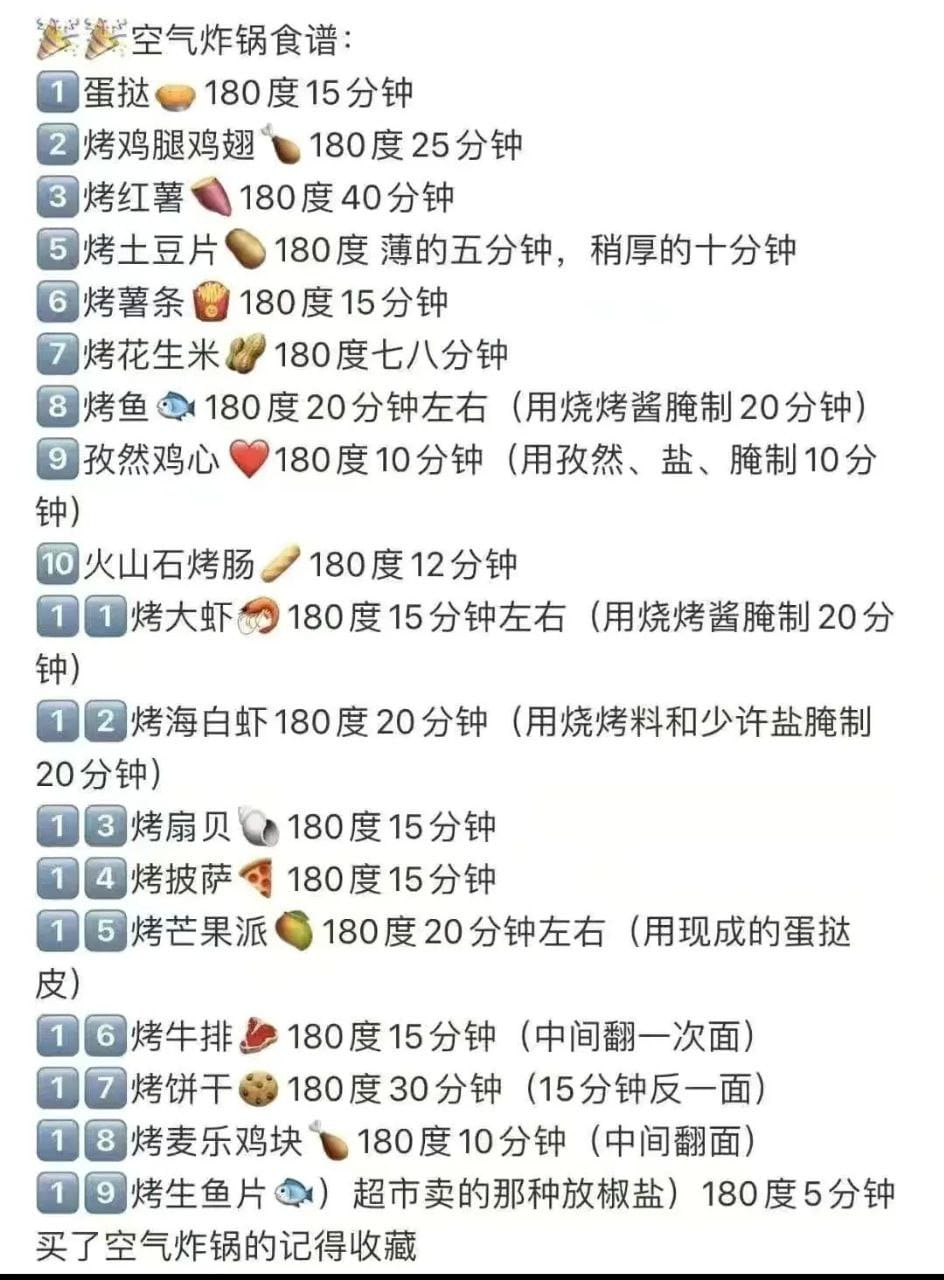 🎉🎉空气炸锅食谱：
1️⃣蛋挞🥧180度15分钟
2️⃣烤鸡腿鸡翅🍗180度25分钟
3️⃣烤红薯🍠180度40分钟
5️⃣烤土豆片🥔180度 薄的五分钟，稍厚的十分钟
6️⃣烤薯条🍟180度15分钟
7️⃣烤花生米🥜180度七八分钟
8️⃣烤鱼🐟180度20分钟左右（用烧烤酱腌制20分钟）
9️⃣孜然鸡心❤️180度10分钟（用孜然、盐、腌制10分
钟）
🔟火山石烤肠🥖180度12分钟
1️⃣1️⃣烤大虾🦐180度15分钟左右（用烧烤酱腌制20分
钟）
1️⃣2️⃣烤海白虾180度20分钟（用烧烤料和少许盐腌制
20分钟）
1️⃣3️⃣烤扇贝🐚180度15分钟
1️⃣4️⃣烤披萨🍕180度15分钟
1️⃣5️⃣烤芒果派🥭180度20分钟左右（用现成的蛋挞
皮）
1️⃣6️⃣烤牛排🥩180度15分钟（中间翻一次面）
1️⃣7️⃣烤饼干🍪180度30分钟（15分钟反一面）
1️⃣8️⃣烤麦乐鸡块🍗180度10分钟（中间翻面）
1️⃣9️⃣烤生鱼片🐟）超市卖的那种放椒盐）180度5分钟
买了空气炸锅的记得收藏